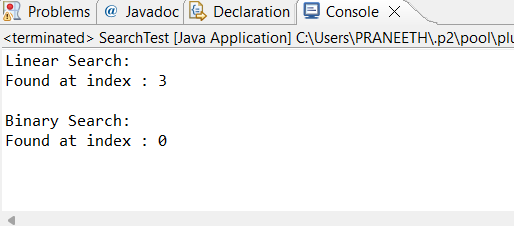 Problems @ Javadoc Declaration Console
<terminated> SearchTest [Java Application] C:\Users\PRANEETH\.p2\pool\plu
Linear Search:
Found at index : 3
Binary Search:
Found at index : 0